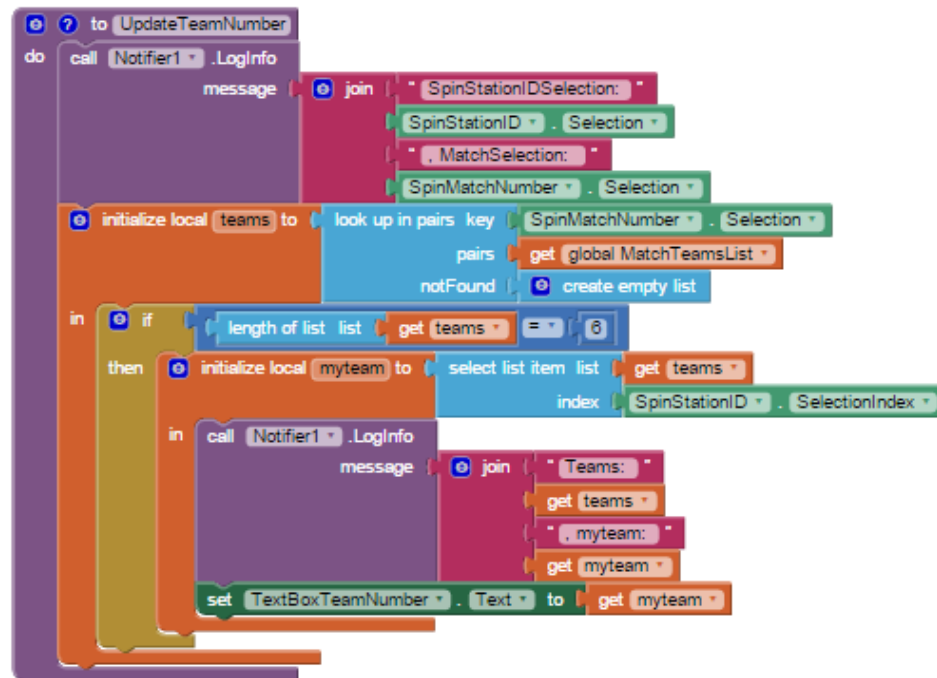 to UpdateTeamNumber
do call Notifier1 .LogInfo
message join " SpinStationIDSelection: "
SpinStationID . Selection
" , MatchSelection: "
SpinMatchNumber . Selection
initialize local teams to look up in pairs key SpinMatchNumber . Selection
pairs get global MatchTeamsList
notFound create empty list
in if length of list list get teams = 6
then initialize local myteam to select list item list get teams
index SpinStationID . SelectionIndex
in call Notifier1 .LogInfo
message join " Teams: "
get teams
" , myteam: "
get myteam
set TextBoxTeamNumber . Text to get myteam